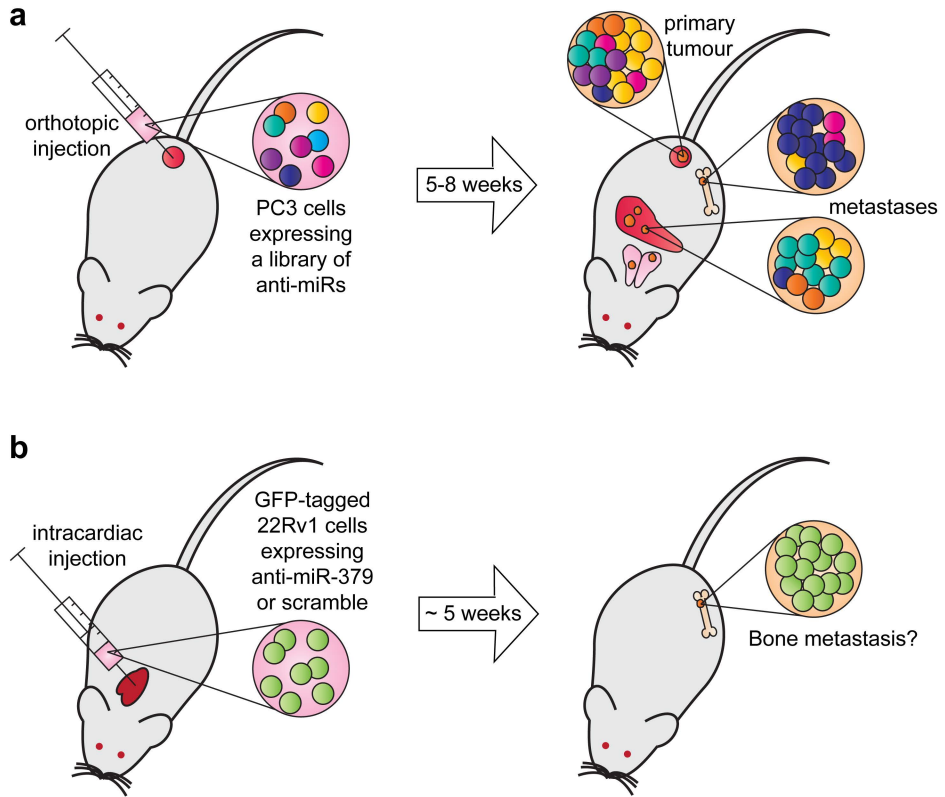 a
orthotopic
injection
PC3 cells
expressing
a library of
anti-miRs
5-8 weeks
primary
tumour
metastases
b
intracardiac
injection
GFP-tagged
22Rv1 cells
expressing
anti-miR-379
or scramble
~ 5 weeks
Bone metastasis?